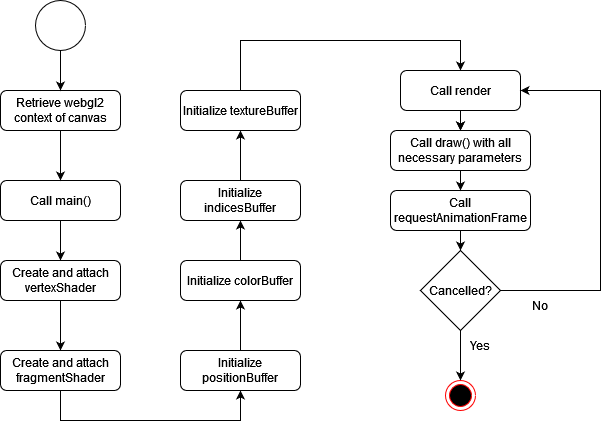 Retrieve webgl2
context of canvas
Call main()
Create and attach
vertexShader
Create and attach
fragmentShader
Initialize
positionBuffer
Initialize colorBuffer
Initialize
indicesBuffer
Initialize textureBuffer
Call render
Call draw() with all
necessary parameters
Call
requestAnimationFrame
Cancelled?
No
Yes